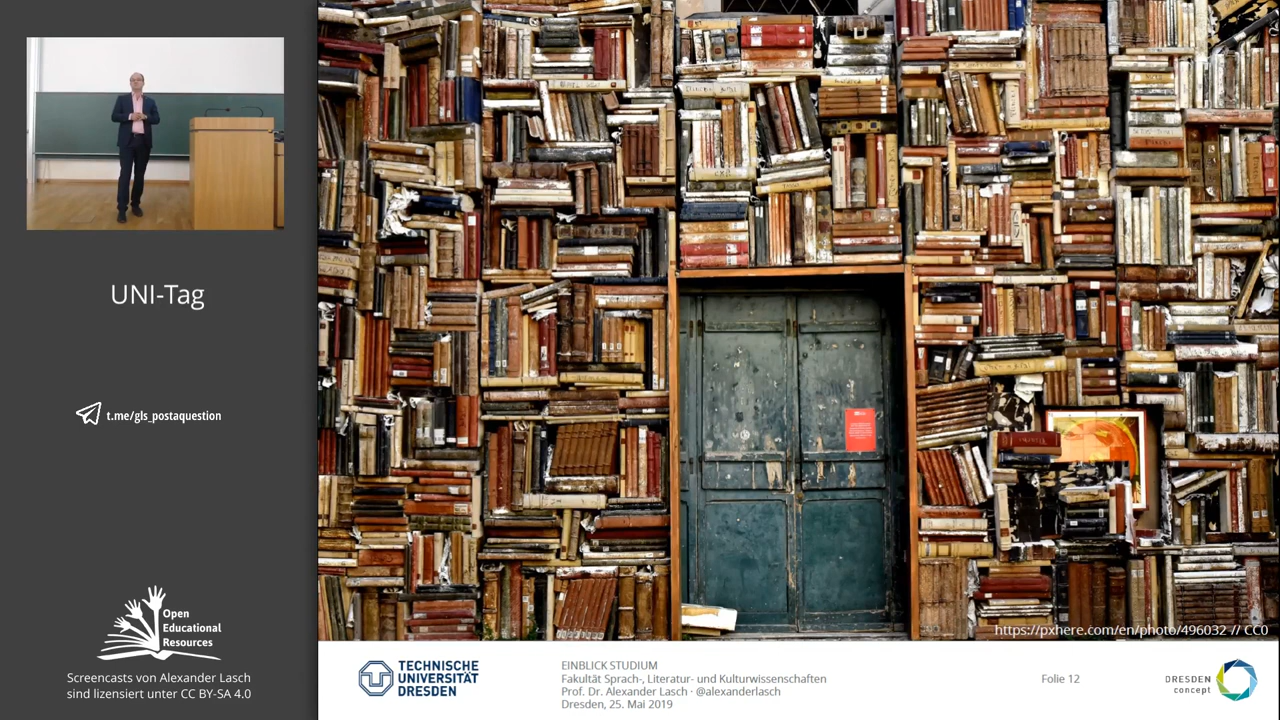 UNI-Tag
t.me/gls_postaquestion
Open
Educational
Resources
Screencasts von Alexander Lasch
sind lizensiert unter CC BY-SA 4.0
https://pxhere.com/en/photo/496032 // CC0
TECHNISCHE
UNIVERSITÄT
DRESDEN
EINBLICK STUDIUM
Fakultät Sprach-, Literatur- und Kulturwissenschaften
Prof. Dr. Alexander Lasch · @alexanderlasch
Dresden, 25. Mai 2019
Folie 12
DRESDEN
concept